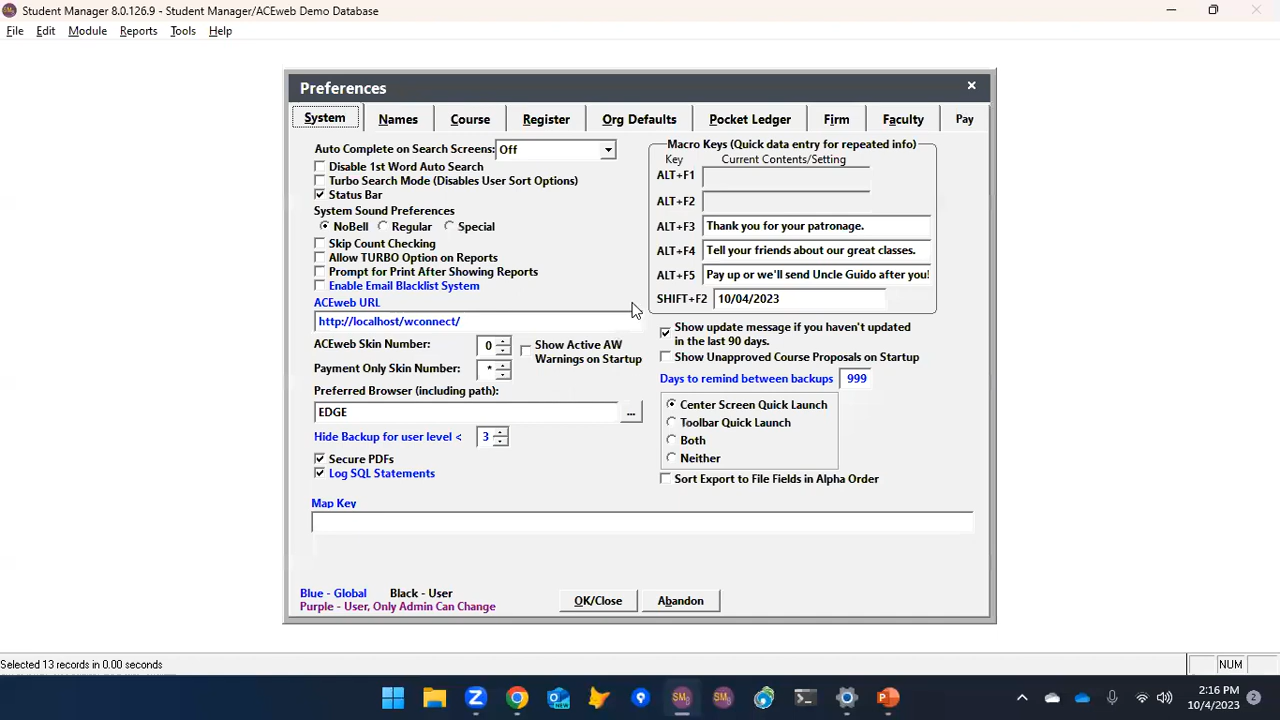 Student Manager 8.0.126.9 - Student Manager/ACEweb Demo Database
File Edit Module Reports Tools Help
Preferences
System Names Course Register Org Defaults Pocket Ledger Firm Faculty Pay
Auto Complete on Search Screens: Off
Disable 1st Word Auto Search
Turbo Search Mode (Disables User Sort Options)
Status Bar
System Sound Preferences
NoBell Regular Special
Skip Count Checking
Allow TURBO Option on Reports
Prompt for Print After Showing Reports
Enable Email Blacklist System
ACEweb URL
http://localhost/wconnect/
ACEweb Skin Number: 0
Show Active AW
Warnings on Startup
Payment Only Skin Number: *
Preferred Browser (including path):
EDGE ...
Hide Backup for user level < 3
Secure PDFs
Log SQL Statements
Macro Keys (Quick data entry for repeated info)
Key Current Contents/Setting
ALT+F1
ALT+F2
ALT+F3 Thank you for your patronage.
ALT+F4 Tell your friends about our great classes.
ALT+F5 Pay up or we'll send Uncle Guido after you!
SHIFT+F2 10/04/2023
Show update message if you haven't updated
in the last 90 days.
Show Unapproved Course Proposals on Startup
Days to remind between backups 999
Center Screen Quick Launch
Toolbar Quick Launch
Both
Neither
Sort Export to File Fields in Alpha Order
Map Key
Blue - Global Black - User
Purple - User, Only Admin Can Change
OK/Close Abandon
Selected 13 records in 0.00 seconds NUM
2:16 PM
10/4/2023 2